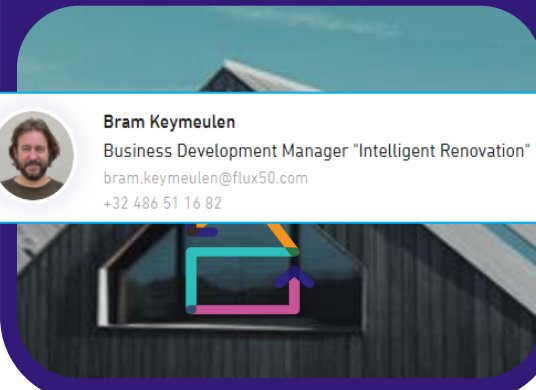 Bram Keymeulen
Business Development Manager "Intelligent Renovation"
bram.keymeulen@flux50.com
+32 486 51 16 82